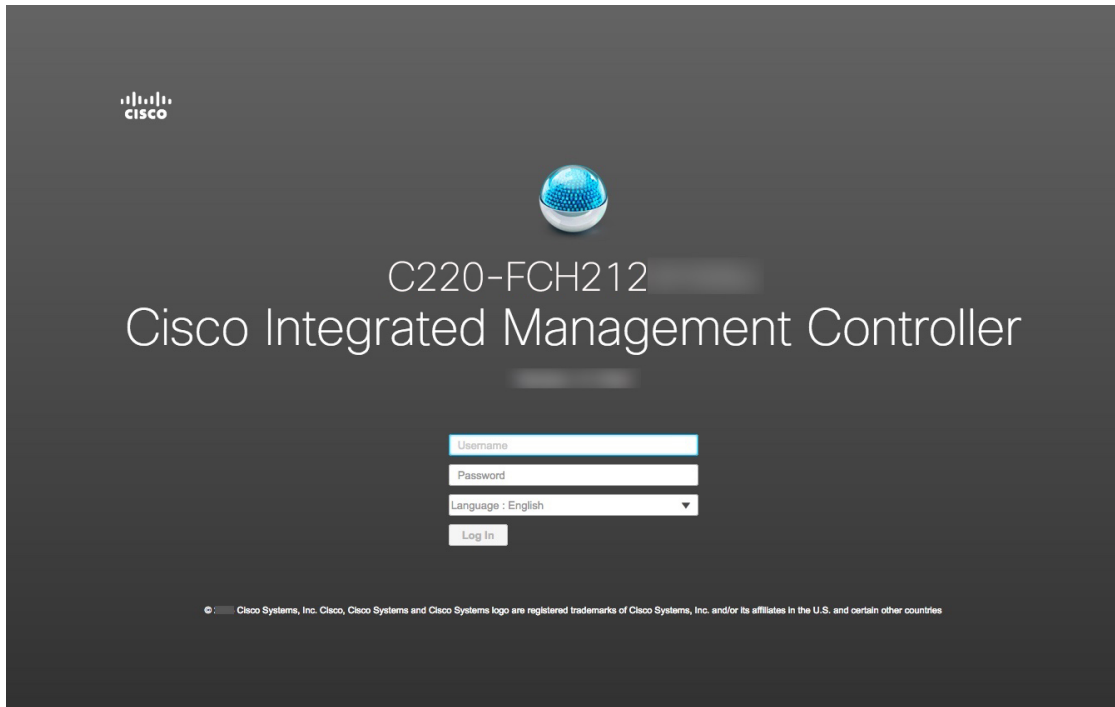 CISCO
C220-FCH212
Cisco Integrated Management Controller
Username
Password
Language : English
Log In
© Cisco Systems, Inc. Cisco, Cisco Systems and Cisco Systems logo are registered trademarks of Cisco Systems, Inc. and/or its affiliates in the U.S. and certain other countries